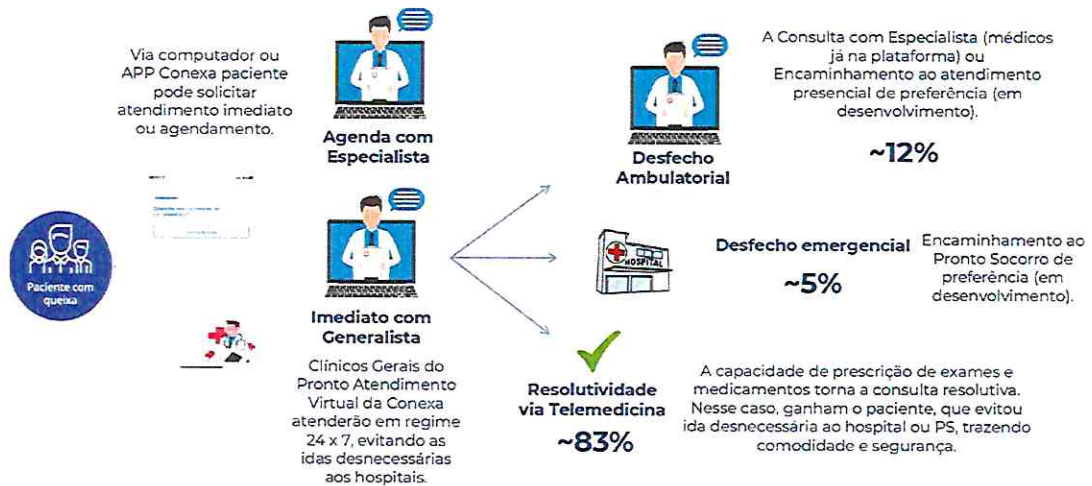 Via computador ou
APP Conexa paciente
pode solicitar
atendimento imediato
ou agendamento.
Paciente com
queixa
Agenda com
Especialista
Imediato com
Generalista
Clínicos Gerais do
Pronto Atendimento
Virtual da Conexa
atenderão em regime
24 x 7, evitando as
idas desnecessárias
aos hospitais.
Desfecho
Ambulatorial
A Consulta com Especialista (médicos
já na plataforma) ou
Encaminhamento ao atendimento
presencial de preferência (em
desenvolvimento).
~12%
HOSPITAL
Desfecho emergencial
~5%
Encaminhamento ao
Pronto Socorro de
preferência (em
desenvolvimento).
Resolutividade
via Telemedicina
~83%
A capacidade de prescrição de exames e
medicamentos torna a consulta resolutiva.
Nesse caso, ganham o paciente, que evitou
ida desnecessária ao hospital ou PS, trazendo
comodidade e segurança.